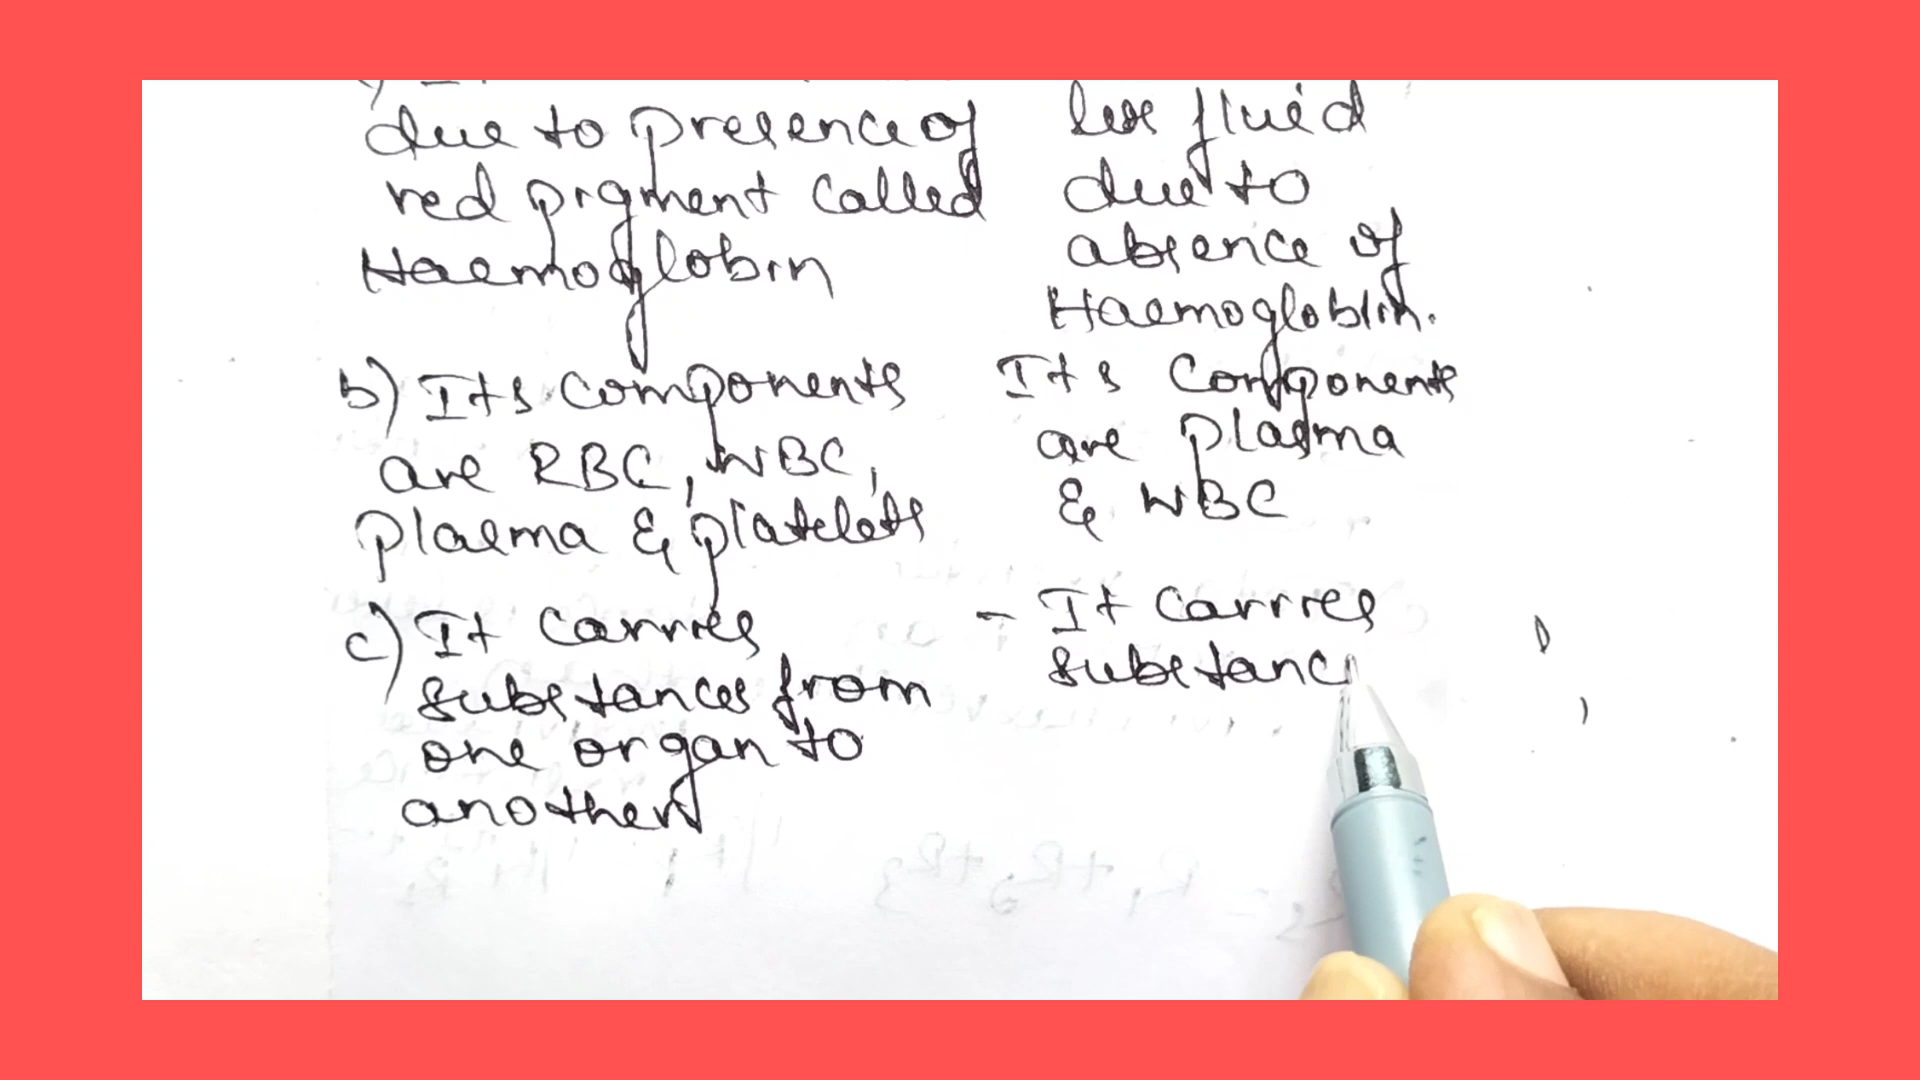 due to presence of
red pigment called
Haemoglobin
b) Its components
are RBC, WBC,
plasma & platelets
c) It carries
substances from
one organ to
another
less fluid
due to
absence of
Haemoglobin.
Its components
are plasma
& WBC
- It carries
substanc